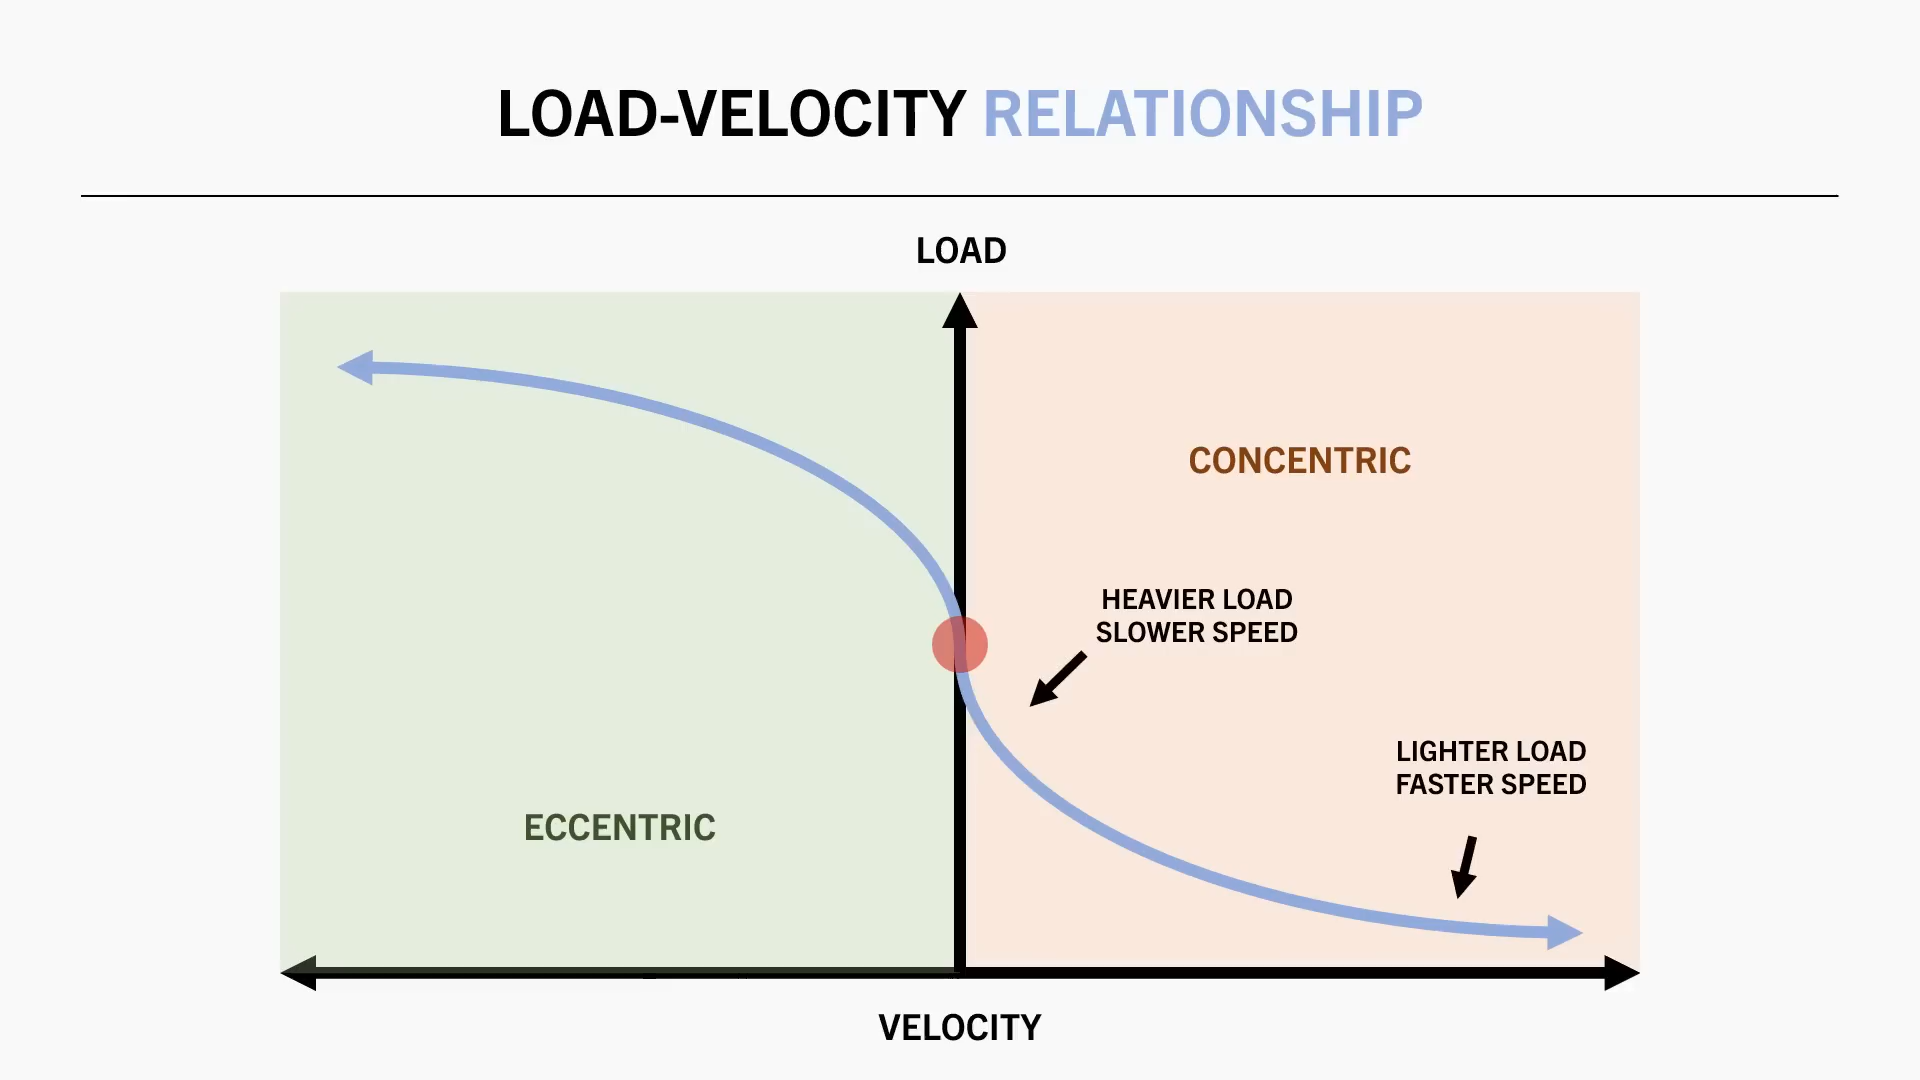 LOAD-VELOCITY RELATIONSHIP
LOAD
CONCENTRIC
HEAVIER LOAD
SLOWER SPEED
LIGHTER LOAD
FASTER SPEED
ECCENTRIC
VELOCITY